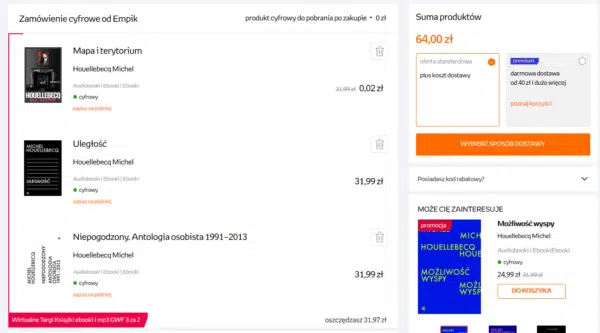 Zamówienie cyfrowe od Empik
produkt cyfrowy do pobrania po zakupie • 0 zł
Mapa i terytorium
Houellebecq Michel
Audiobooki i Ebooki | Ebooki
cyfrowy
zapisz na później
31,99 zł 0,02 zł
HOUELLEBECQ
Uległość
Houellebecq Michel
Audiobooki i Ebooki | Ebooki
cyfrowy
zapisz na później
31,99 zł
MICHEL
HOUELLEBECQ
ULEGŁOŚĆ
Niepogodzony. Antologia osobista 1991–2013
Houellebecq Michel
Audiobooki i Ebooki | Ebooki
cyfrowy
zapisz na później
31,99 zł
MICHEL
HOUELLEBECQ
NIEPOGODZONY
ANTOLOGIA
OSOBISTA
1991–2013
Wirtualne Targi Książki ebooki i mp3 GWF 3 za 2
oszczędzasz 31,97 zł
Suma produktów
64,00 zł
oferta standardowa
plus koszt dostawy
premium
darmowa dostawa
od 40 zł i dużo więcej.
poznaj korzyści
WYBIERZ SPOSÓB DOSTAWY
Posiadasz kod rabatowy?
MOŻE CIĘ ZAINTERESUJE
promocja
MICHEL
HOUELLEBECQ
MOŻLIWOŚĆ
WYSPY
Możliwość wyspy
Houellebecq Michel
Audiobooki i Ebooki|Ebooki
cyfrowy
24,99 zł 31,99 zł
DO KOSZYKA